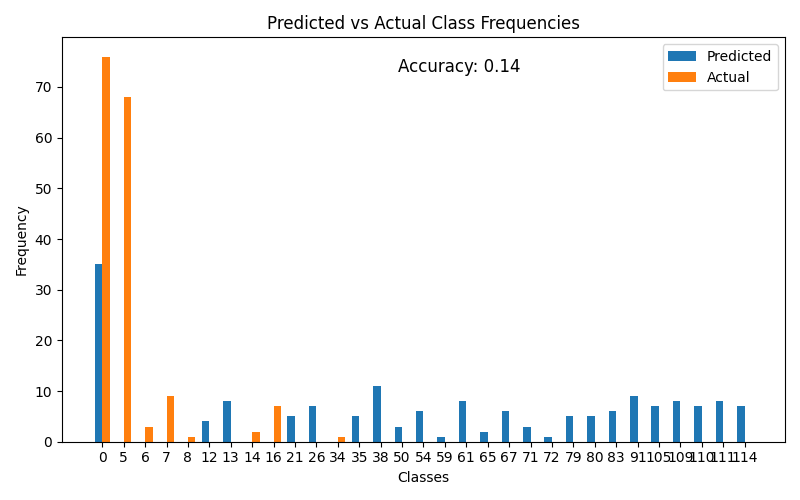 Predicted vs Actual Class Frequencies
Accuracy: 0.14
Predicted
Actual
Frequency
70
60
50
40
30
20
10
0
0 5 6 7 8 12 13 14 16 21 26 34 35 38 50 54 59 61 65 67 71 72 79 80 83 91 105 109 110 111 114
Classes